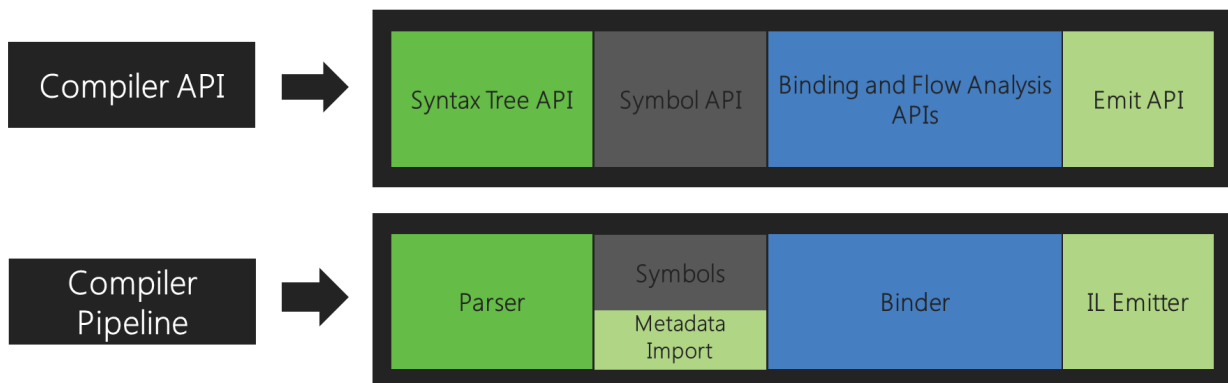 Compiler API
Syntax Tree API
Symbol API
Binding and Flow Analysis
APIs
Emit API
Compiler
Pipeline
Parser
Symbols
Metadata
Import
Binder
IL Emitter